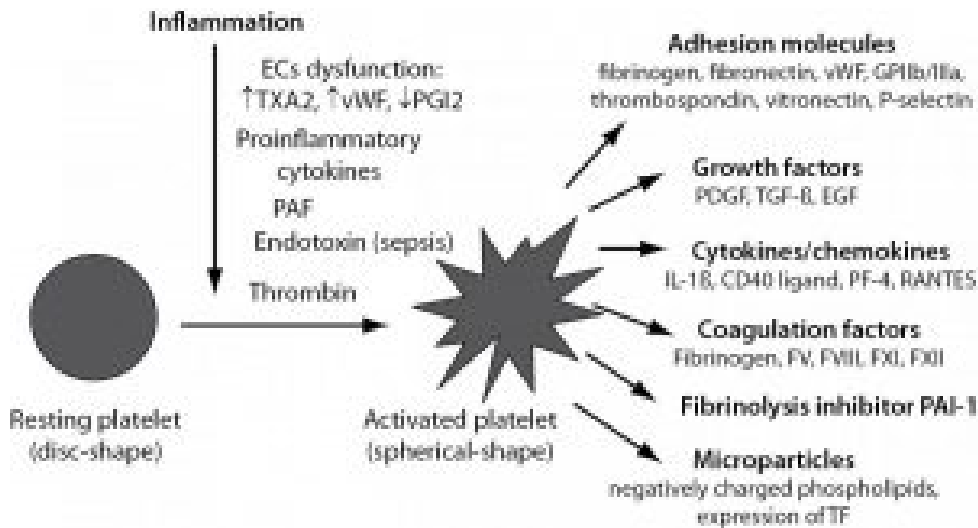 Inflammation
ECs dysfunction:
↑TXA2, ↑vWF, ↓PGI2
Proinflammatory
cytokines
PAF
Endotoxin (sepsis)
Thrombin
Resting platelet
(disc-shape)
Activated platelet
(spherical-shape)
Adhesion molecules
fibrinogen, fibronectin, vWF, GPIIb/IIIa,
thrombospondin, vitronectin, P-selectin
Growth factors
PDGF, TGF-ß, EGF
Cytokines/chemokines
IL-1ß, CD40 ligand, PF-4, RANTES
Coagulation factors
Fibrinogen, FV, FVIII, FXI, FXII
Fibrinolysis inhibitor PAI-1
Microparticles
negatively charged phospholipids,
expression of TF